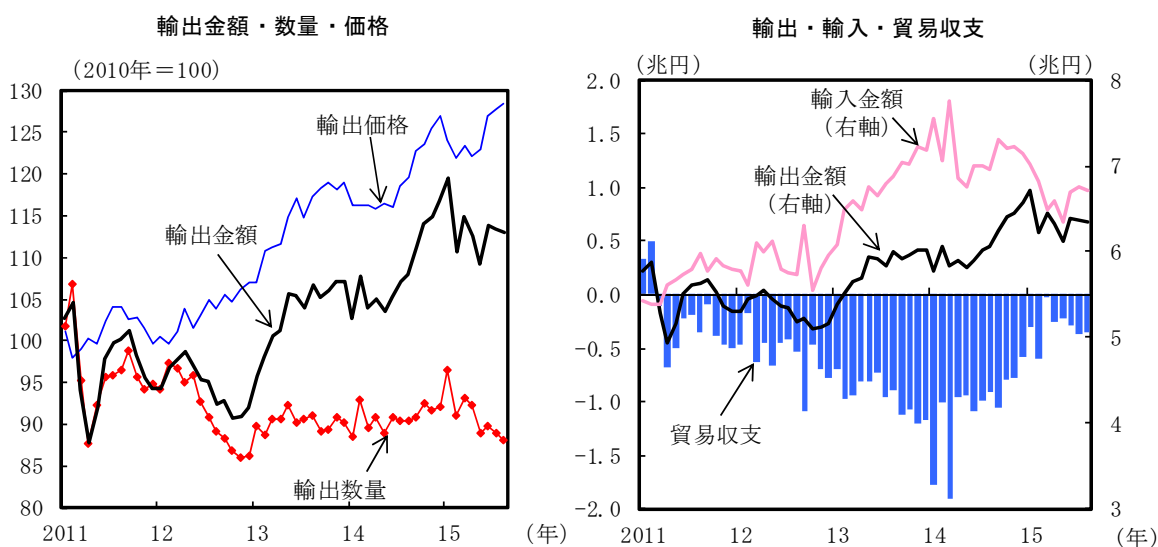 輸出金額・数量・価格
(2010年=100)
130
125
120
115
110
105
100
95
90
85
80
輸出価格
輸出金額
輸出数量
2011
12
13
14
15
(年)
輸出・輸入・貿易収支
(兆円)
(兆円)
2.0
1.5
1.0
0.5
0.0
-0.5
-1.0
-1.5
-2.0
8
7
6
5
4
3
輸入金額
(右軸)
輸出金額
(右軸)
貿易収支
2011
12
13
14
15
(年)